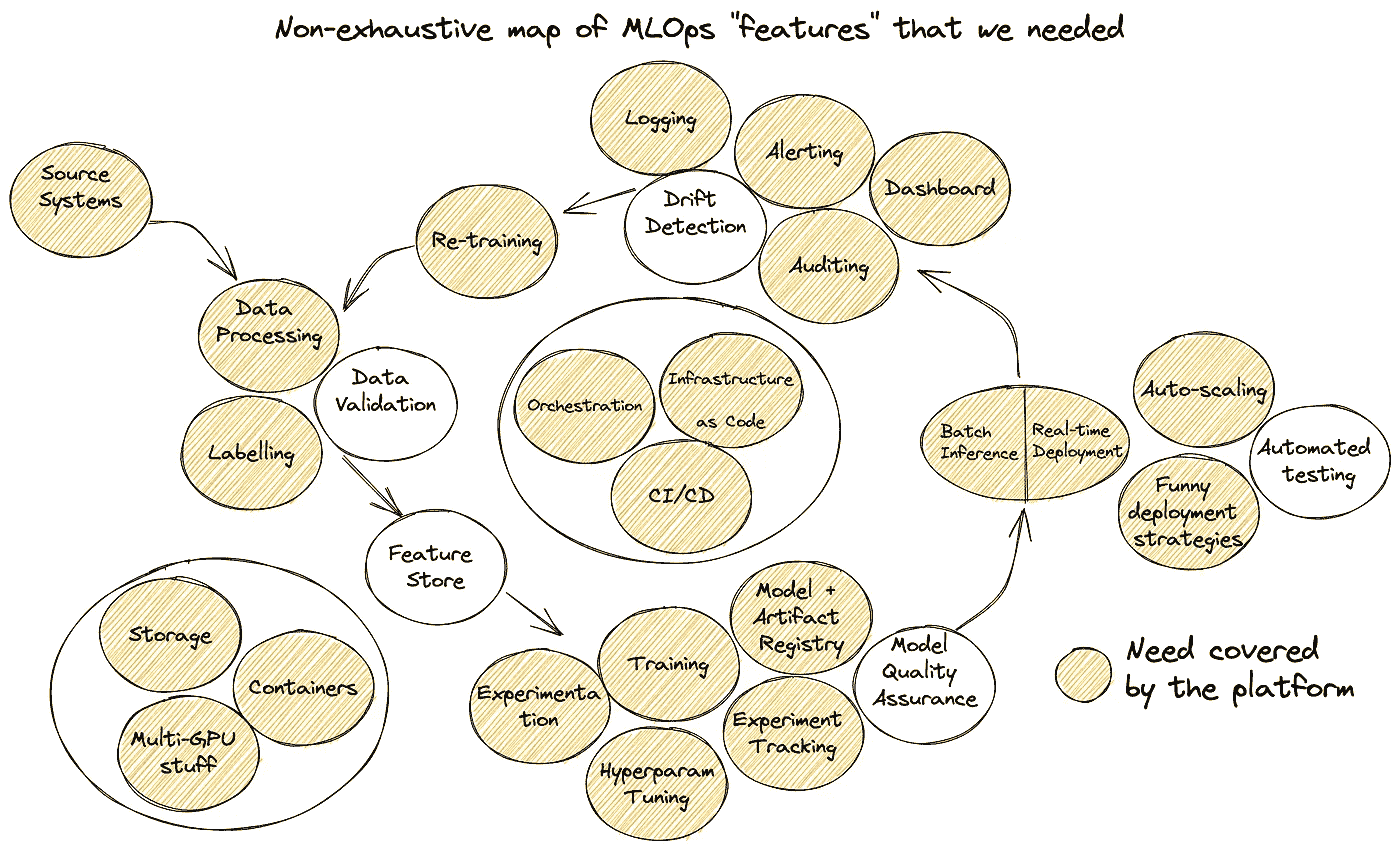 Non-exhaustive map of MLOps "features" that we needed
Logging
Alerting
Dashboard
Drift
Detection
Auditing
Source
Systems
Re-training
Data
Processing
Data
Validation
Labelling
Orchestration
Infrastructure
as Code
CI/CD
Batch
Inference
Real-time
Deployment
Auto-scaling
Automated
testing
Funny
deployment
strategies
Feature
Store
Storage
Containers
Multi-GPU
stuff
Experimenta
tion
Training
Model +
Artifact
Registry
Hyperparam
Tuning
Experiment
Tracking
Model
Quality
Assurance
Need covered
by the platform